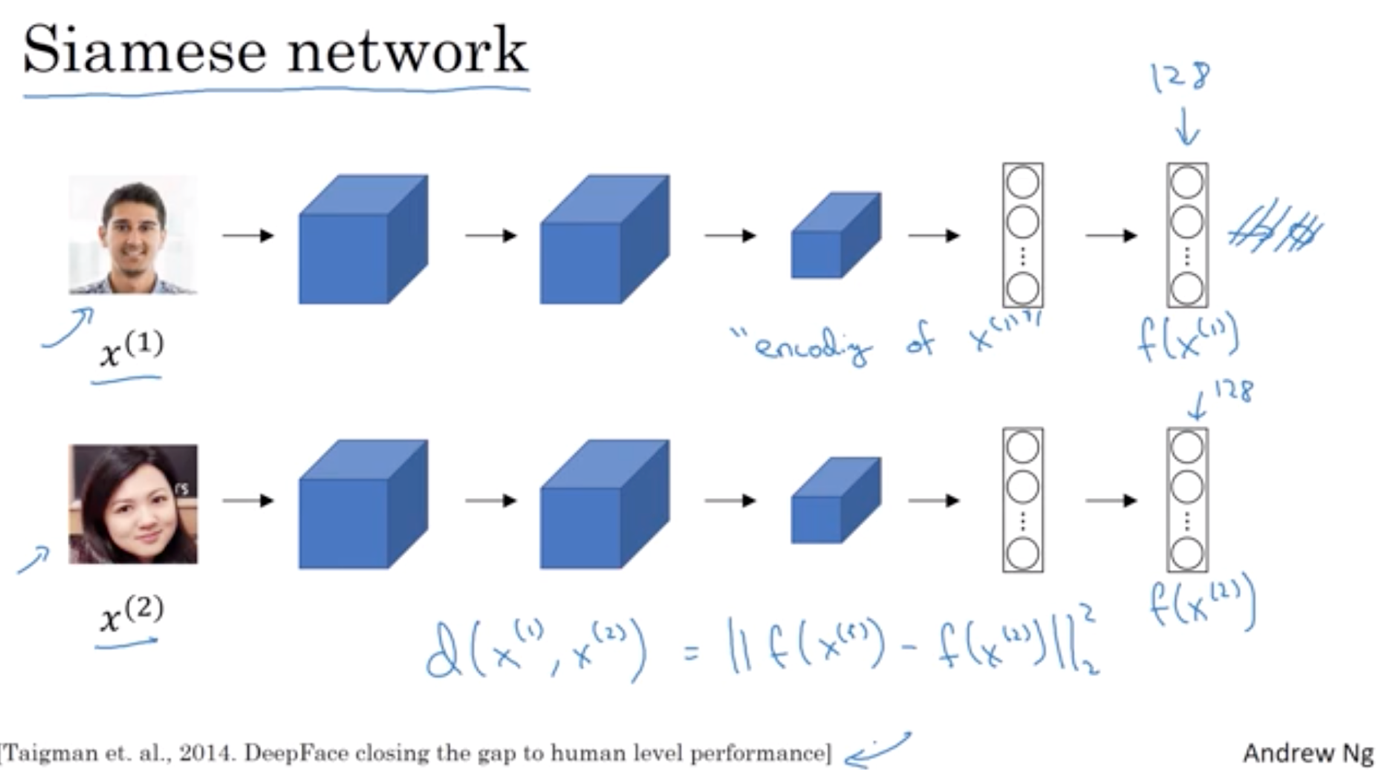 Siamese network
128
x⁽¹⁾
"encoding of x⁽¹⁾"
f(x⁽¹⁾)
128
rs
x⁽²⁾
f(x⁽²⁾)
d(x⁽¹⁾, x⁽²⁾) = || f(x⁽¹⁾) - f(x⁽²⁾)||₂²
[Taigman et. al., 2014. DeepFace closing the gap to human level performance]
Andrew Ng